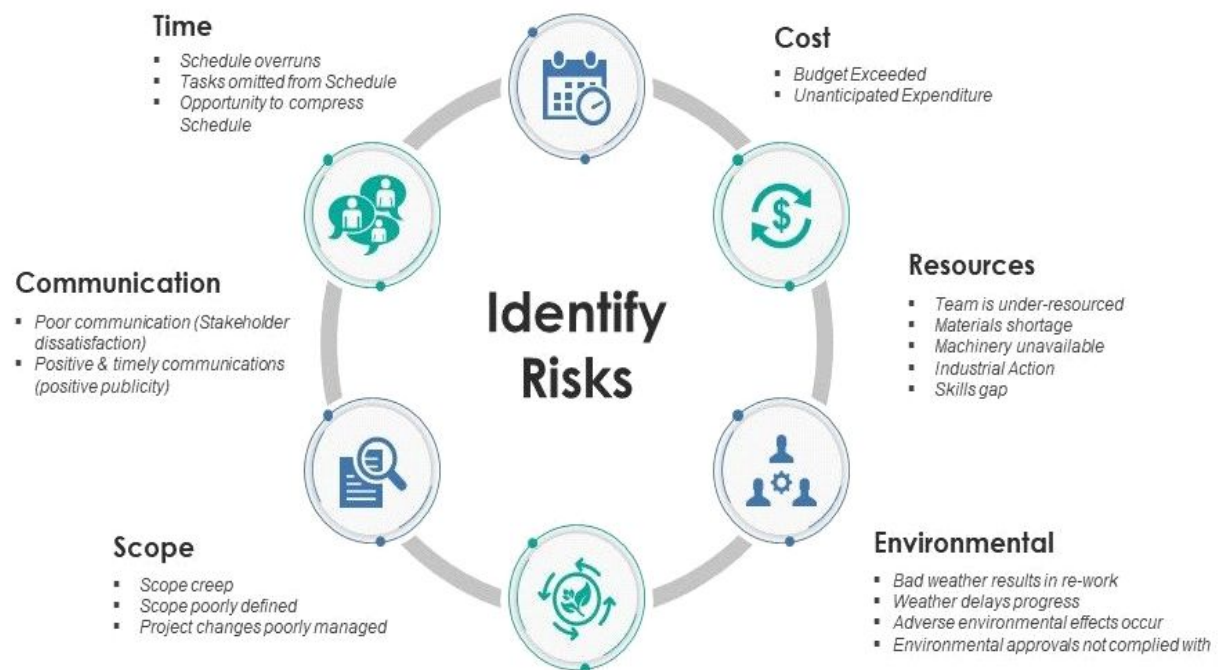 Time
▪ Schedule overruns
▪ Tasks omitted from Schedule
▪ Opportunity to compress
Schedule
Cost
▪ Budget Exceeded
▪ Unanticipated Expenditure
Resources
▪ Team is under-resourced
▪ Materials shortage
▪ Machinery unavailable
▪ Industrial Action
▪ Skills gap
Communication
▪ Poor communication (Stakeholder
dissatisfaction)
▪ Positive & timely communications
(positive publicity)
Identify
Risks
$
Scope
▪ Scope creep
▪ Scope poorly defined
▪ Project changes poorly managed
Environmental
▪ Bad weather results in re-work
▪ Weather delays progress
▪ Adverse environmental effects occur
▪ Environmental approvals not complied with